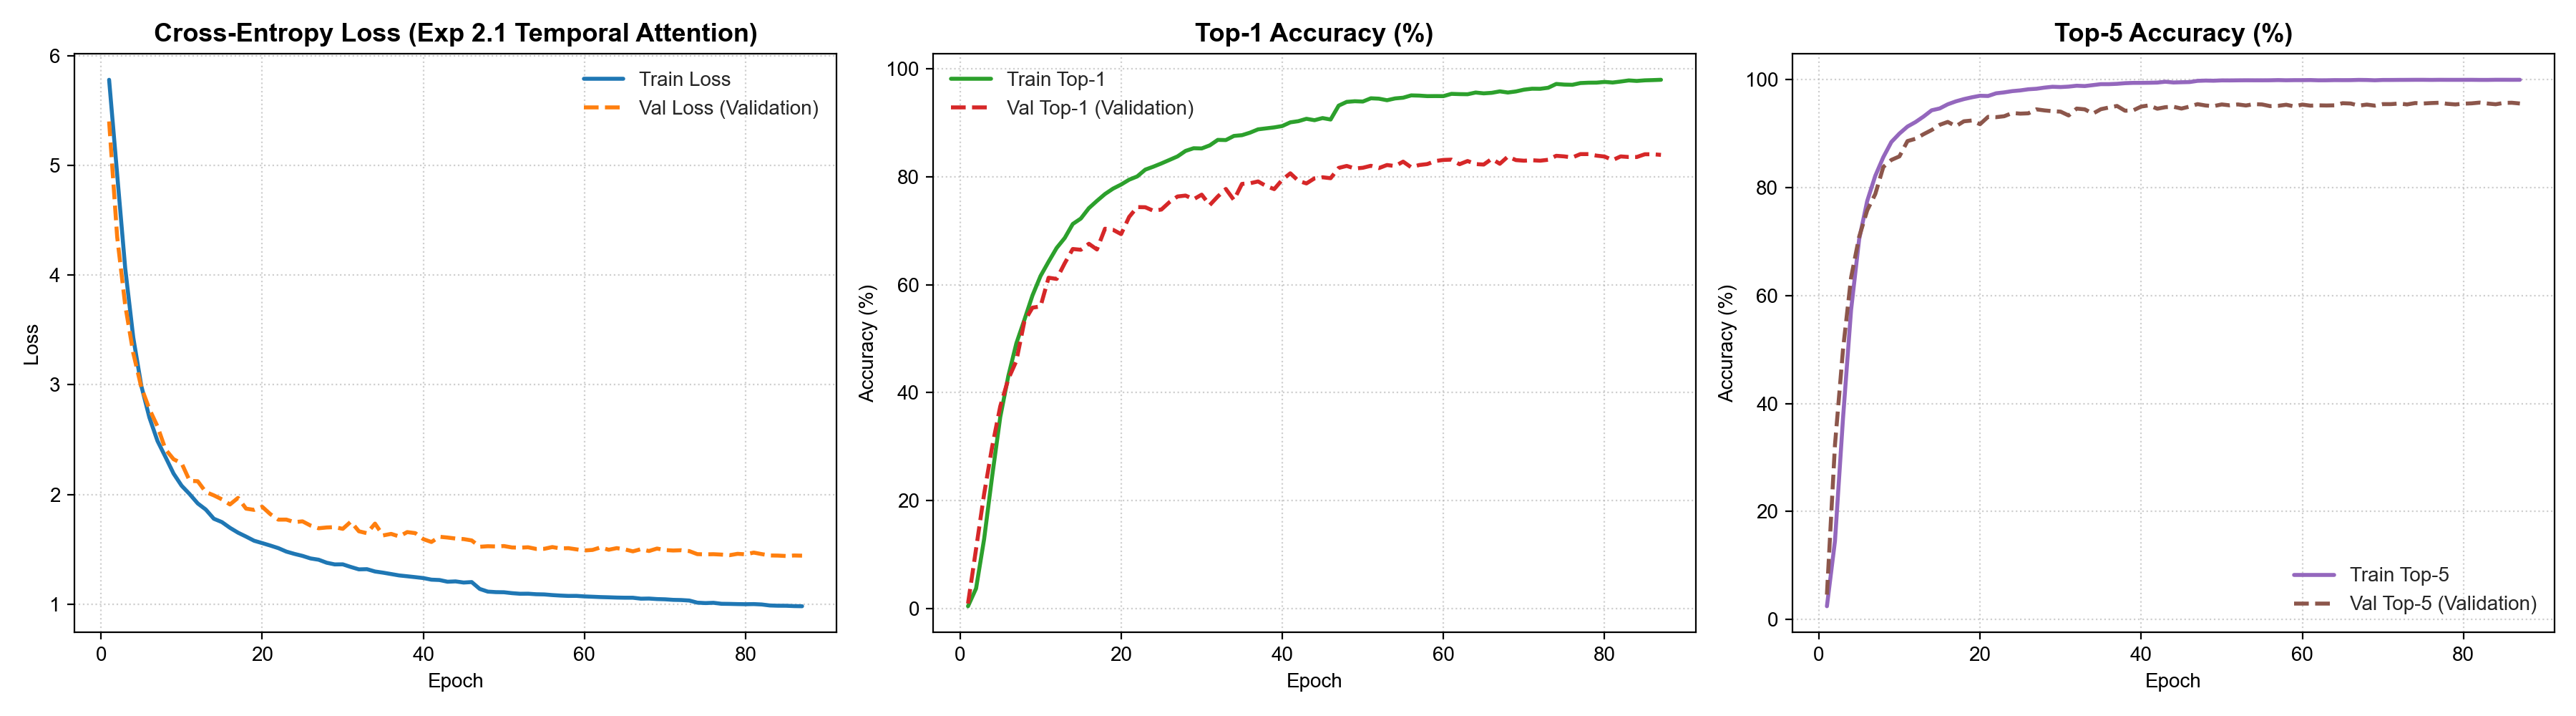 Cross-Entropy Loss (Exp 2.1 Temporal Attention)
6
5
4
3
2
1
Loss
0
20
40
60
80
Epoch
Train Loss
Val Loss (Validation)
Top-1 Accuracy (%)
100
80
60
40
20
0
Accuracy (%)
0
20
40
60
80
Epoch
Train Top-1
Val Top-1 (Validation)
Top-5 Accuracy (%)
100
80
60
40
20
0
Accuracy (%)
0
20
40
60
80
Epoch
Train Top-5
Val Top-5 (Validation)